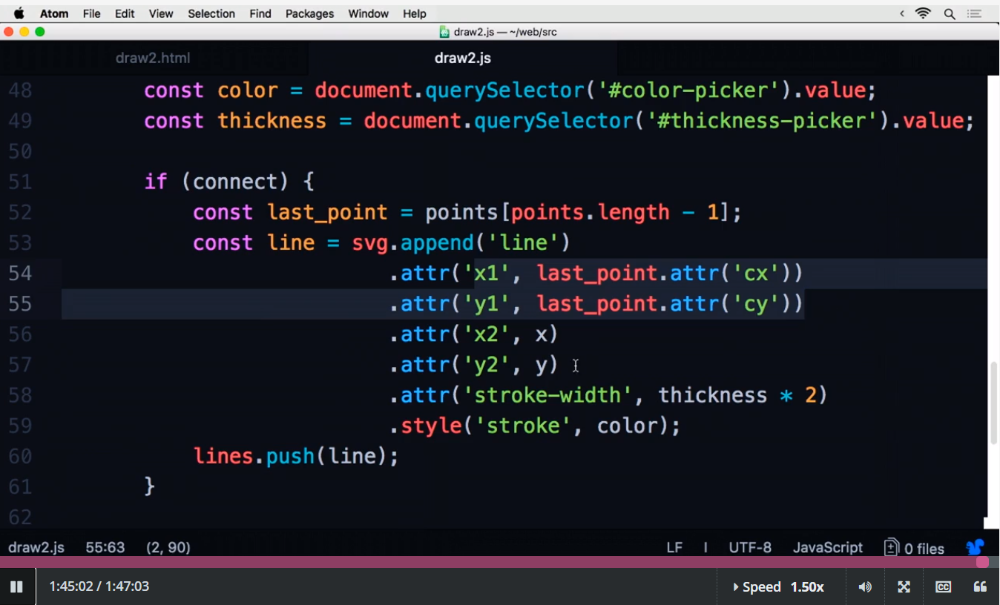 Atom File Edit View Selection Find Packages Window Help
draw2.js — ~/web/src
draw2.html draw2.js
48 const color = document.querySelector('#color-picker').value;
49 const thickness = document.querySelector('#thickness-picker').value;
50
51 if (connect) {
52 const last_point = points[points.length - 1];
53 const line = svg.append('line')
54 .attr('x1', last_point.attr('cx'))
55 .attr('y1', last_point.attr('cy'))
56 .attr('x2', x)
57 .attr('y2', y)
58 .attr('stroke-width', thickness * 2)
59 .style('stroke', color);
60 lines.push(line);
61 }
62
draw2.js 55:63 (2, 90) LF | UTF-8 JavaScript 0 files
1:45:02 / 1:47:03 Speed 1.50x CC